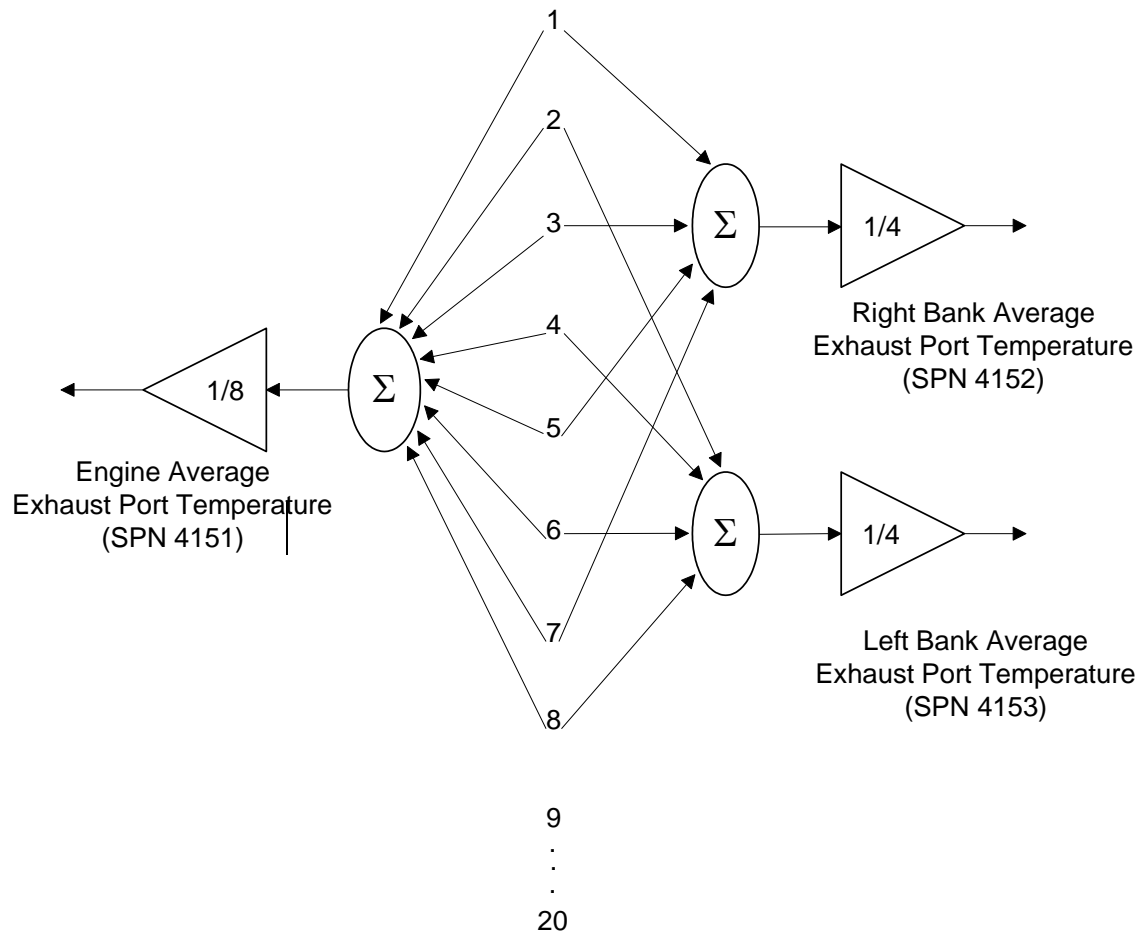 1
2
3
4
5
6
7
8
9
.
.
.
20
Σ
1/8
Engine Average
Exhaust Port Temperature
(SPN 4151)
Σ
1/4
Right Bank Average
Exhaust Port Temperature
(SPN 4152)
Σ
1/4
Left Bank Average
Exhaust Port Temperature
(SPN 4153)